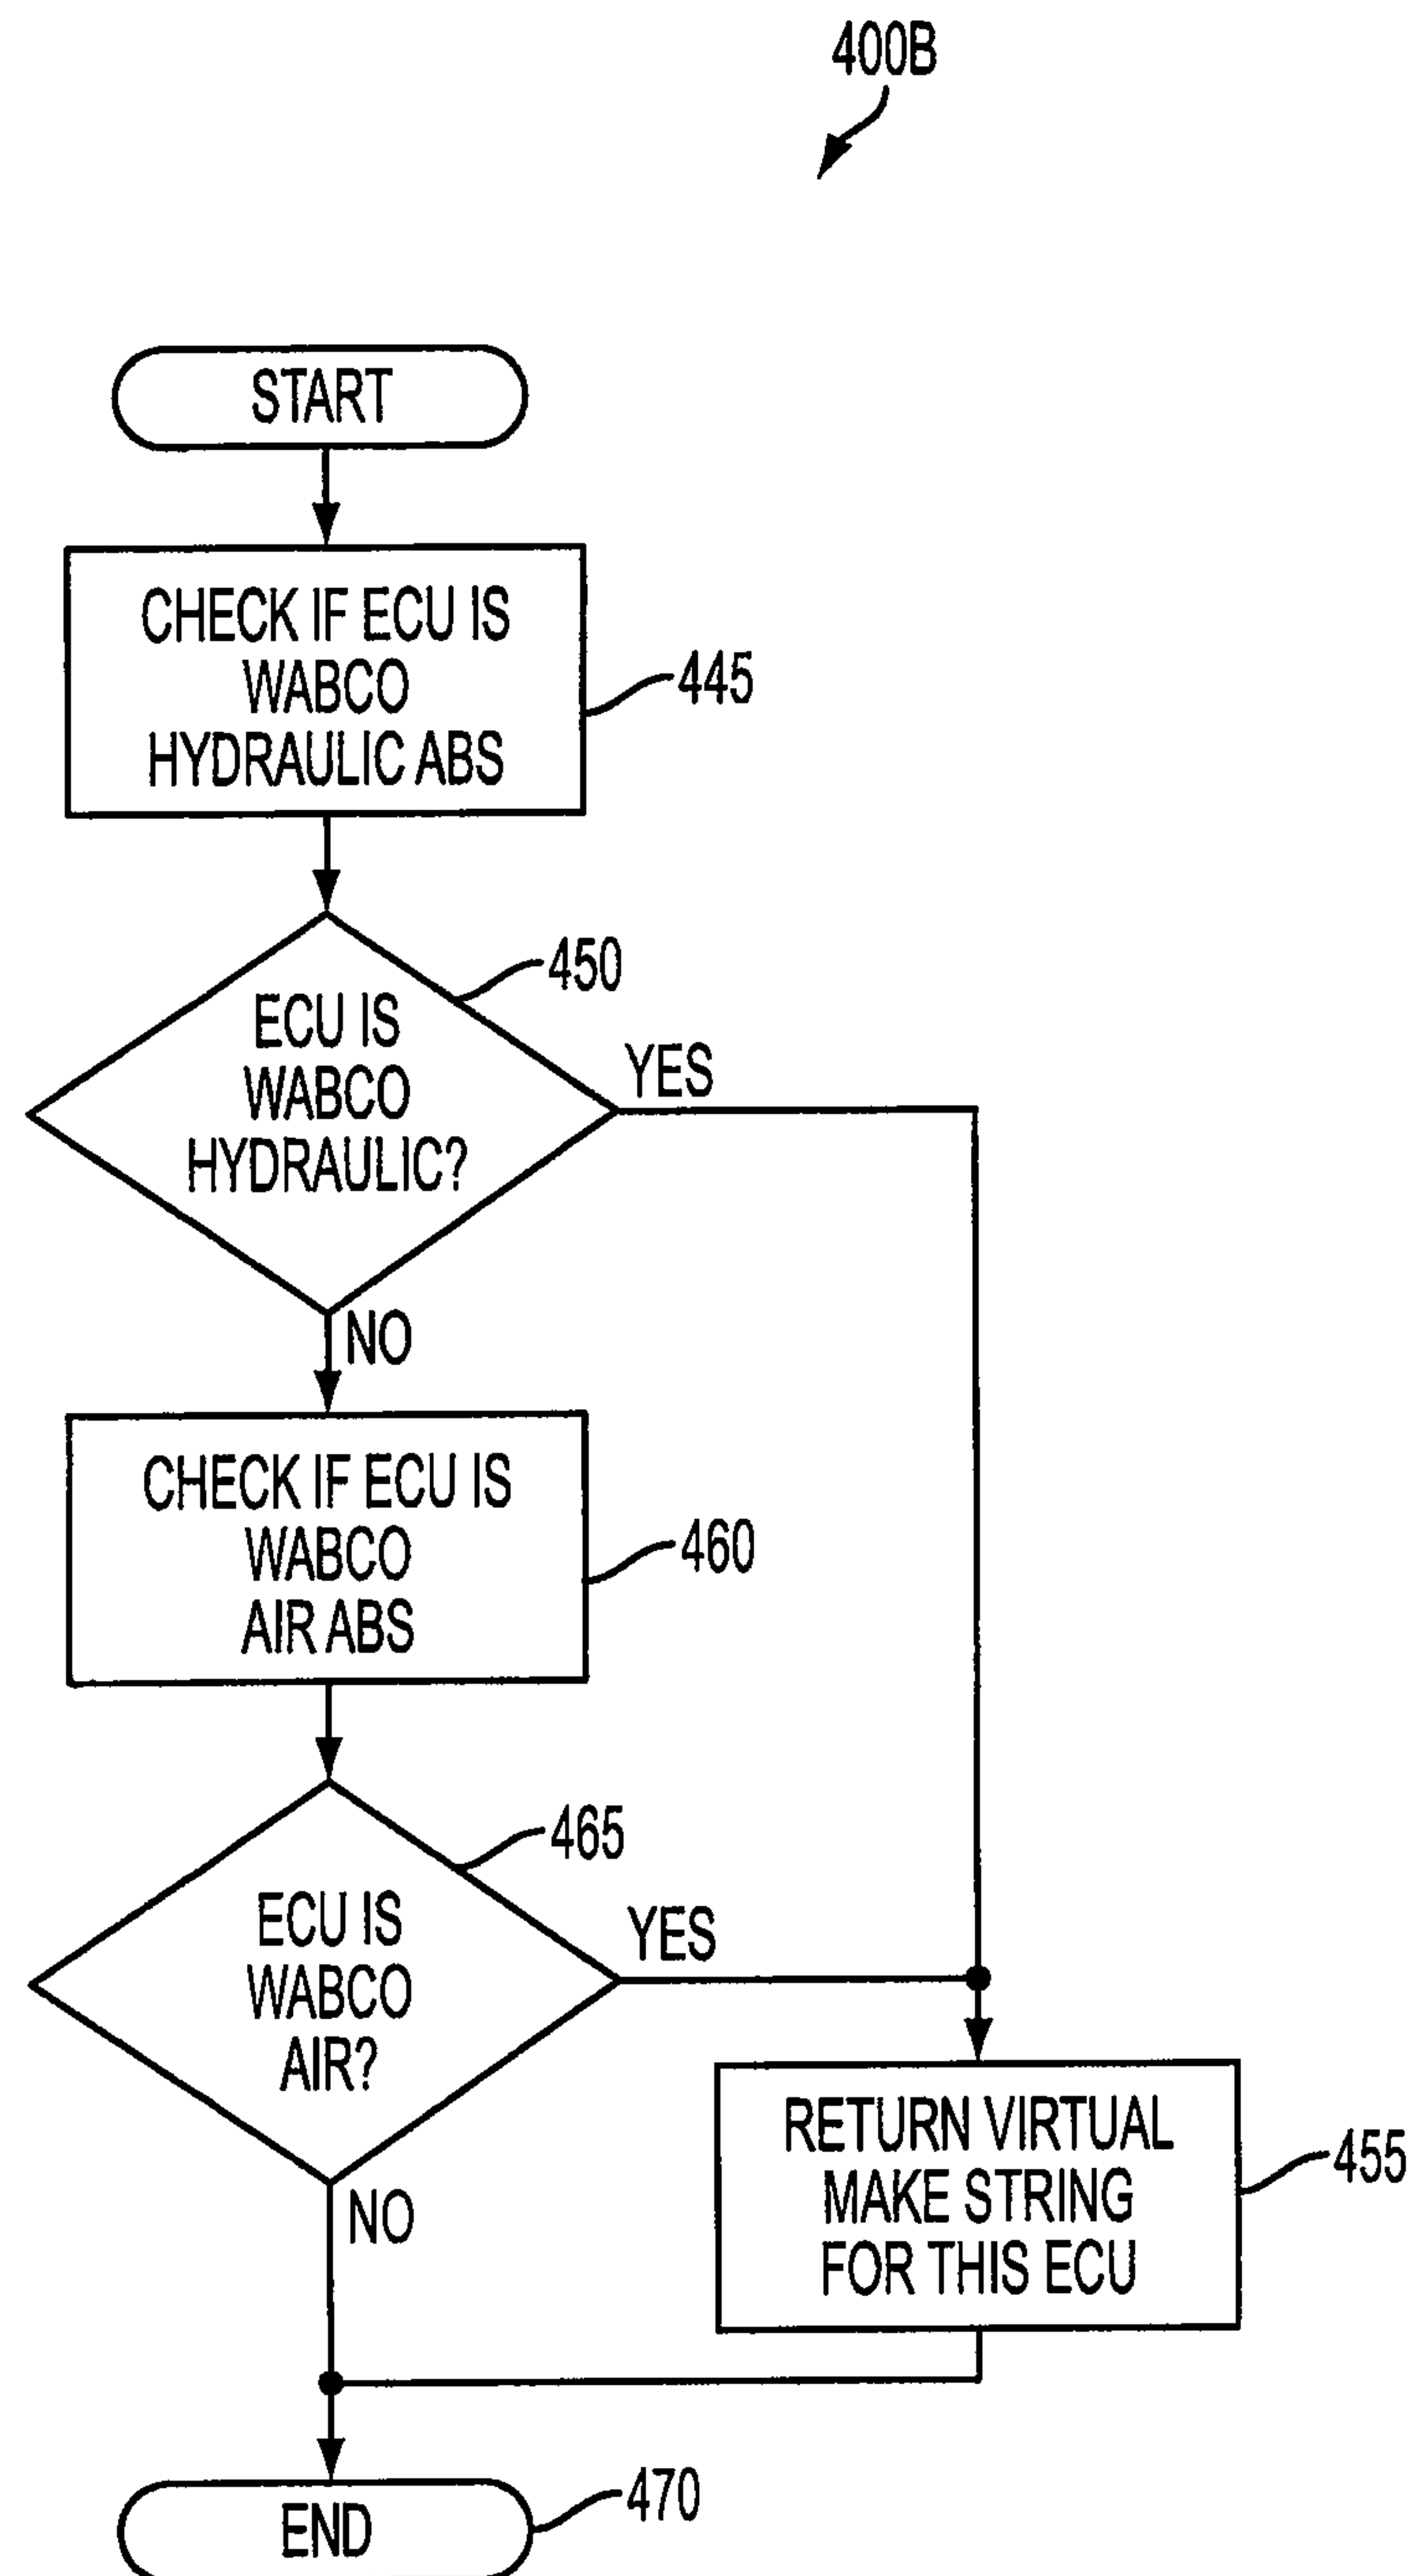 400B
START
CHECK IF ECU IS
WABCO
HYDRAULIC ABS
445
450
ECU IS
WABCO
HYDRAULIC?
YES
NO
CHECK IF ECU IS
WABCO
AIR ABS
460
465
ECU IS
WABCO
AIR?
YES
NO
RETURN VIRTUAL
MAKE STRING
FOR THIS ECU
455
END
470